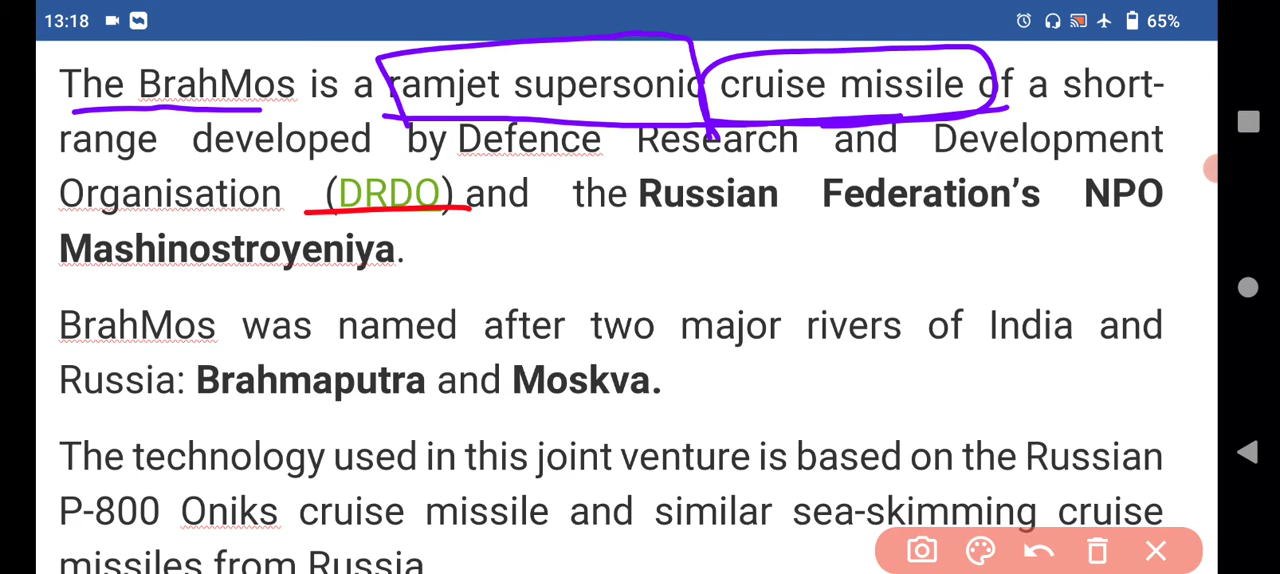 13:18
65%
The BrahMos is a ramjet supersonic cruise missile of a short-
range developed by Defence Research and Development
Organisation (DRDO) and the Russian Federation’s NPO
Mashinostroyeniya.
BrahMos was named after two major rivers of India and
Russia: Brahmaputra and Moskva.
The technology used in this joint venture is based on the Russian
P-800 Oniks cruise missile and similar sea-skimming cruise
missiles from Russia